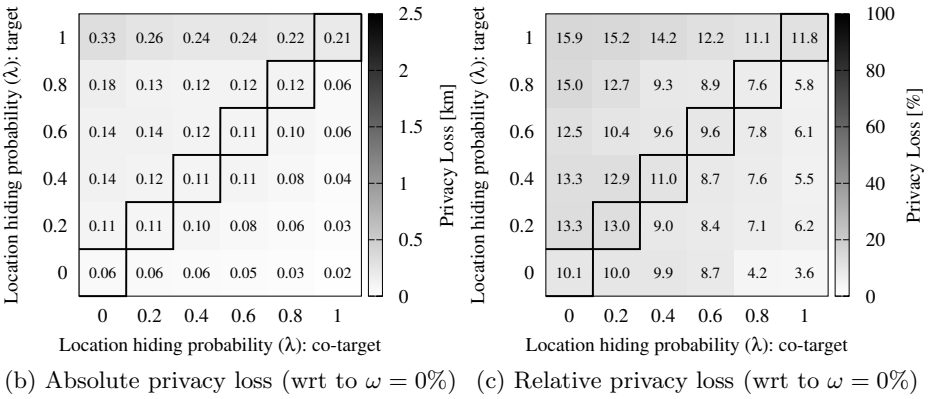 Location hiding probability (λ): target
1 0.33 0.26 0.24 0.24 0.22 0.21
0.8 0.18 0.13 0.12 0.12 0.12 0.06
0.6 0.14 0.14 0.12 0.11 0.10 0.06
0.4 0.14 0.12 0.11 0.11 0.08 0.04
0.2 0.11 0.11 0.10 0.08 0.06 0.03
0 0.06 0.06 0.06 0.05 0.03 0.02
0 0.2 0.4 0.6 0.8 1
Location hiding probability (λ): co-target
2.5
2
1.5
1
0.5
0
Privacy Loss [km]
(b) Absolute privacy loss (wrt to ω = 0%)
Location hiding probability (λ): target
1 15.9 15.2 14.2 12.2 11.1 11.8
0.8 15.0 12.7 9.3 8.9 7.6 5.8
0.6 12.5 10.4 9.6 9.6 7.8 6.1
0.4 13.3 12.9 11.0 8.7 7.6 5.5
0.2 13.3 13.0 9.0 8.4 7.1 6.2
0 10.1 10.0 9.9 8.7 4.2 3.6
0 0.2 0.4 0.6 0.8 1
Location hiding probability (λ): co-target
100
80
60
40
20
0
Privacy Loss [%]
(c) Relative privacy loss (wrt to ω = 0%)